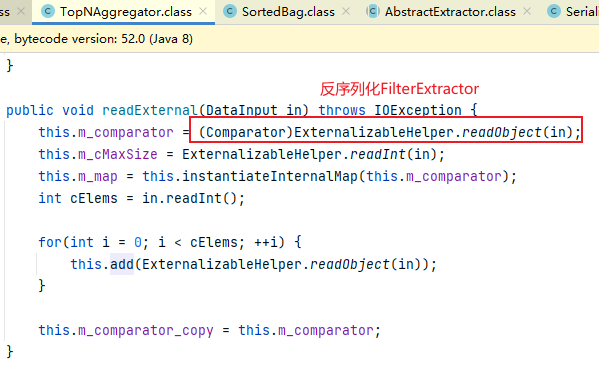 ss TopNAggregator.class SortedBag.class AbstractExtractor.class Serial
e, bytecode version: 52.0 (Java 8)
}
反序列化FilterExtractor
public void readExternal(DataInput in) throws IOException {
this.m_comparator = (Comparator)ExternalizableHelper.readObject(in);
this.m_cMaxSize = ExternalizableHelper.readInt(in);
this.m_map = this.instantiateInternalMap(this.m_comparator);
int cElems = in.readInt();
for(int i = 0; i < cElems; ++i) {
this.add(ExternalizableHelper.readObject(in));
}
this.m_comparator_copy = this.m_comparator;
}